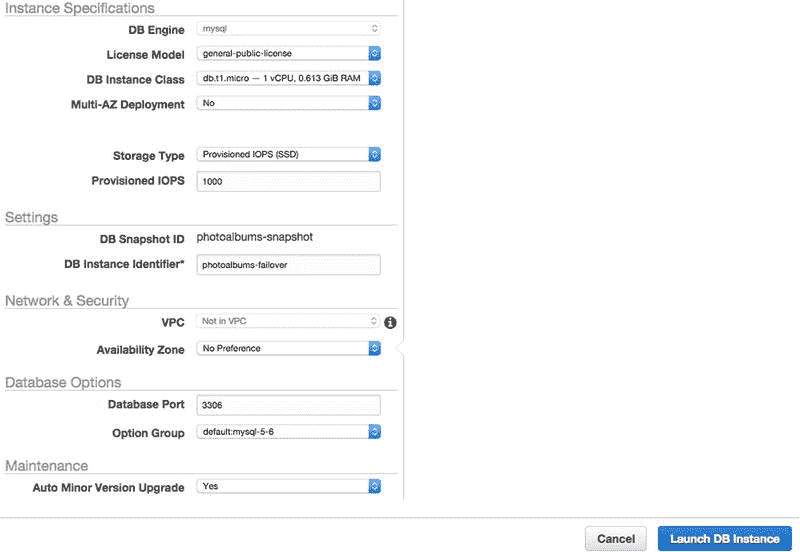 Instance Specifications
DB Engine mysql
License Model general-public-license
DB Instance Class db.t1.micro — 1 vCPU, 0.613 GiB RAM
Multi-AZ Deployment No
Storage Type Provisioned IOPS (SSD)
Provisioned IOPS 1000
Settings
DB Snapshot ID photoalbums-snapshot
DB Instance Identifier* photoalbums-failover
Network & Security
VPC Not in VPC
Availability Zone No Preference
Database Options
Database Port 3306
Option Group default:mysql-5-6
Maintenance
Auto Minor Version Upgrade Yes
Cancel Launch DB Instance